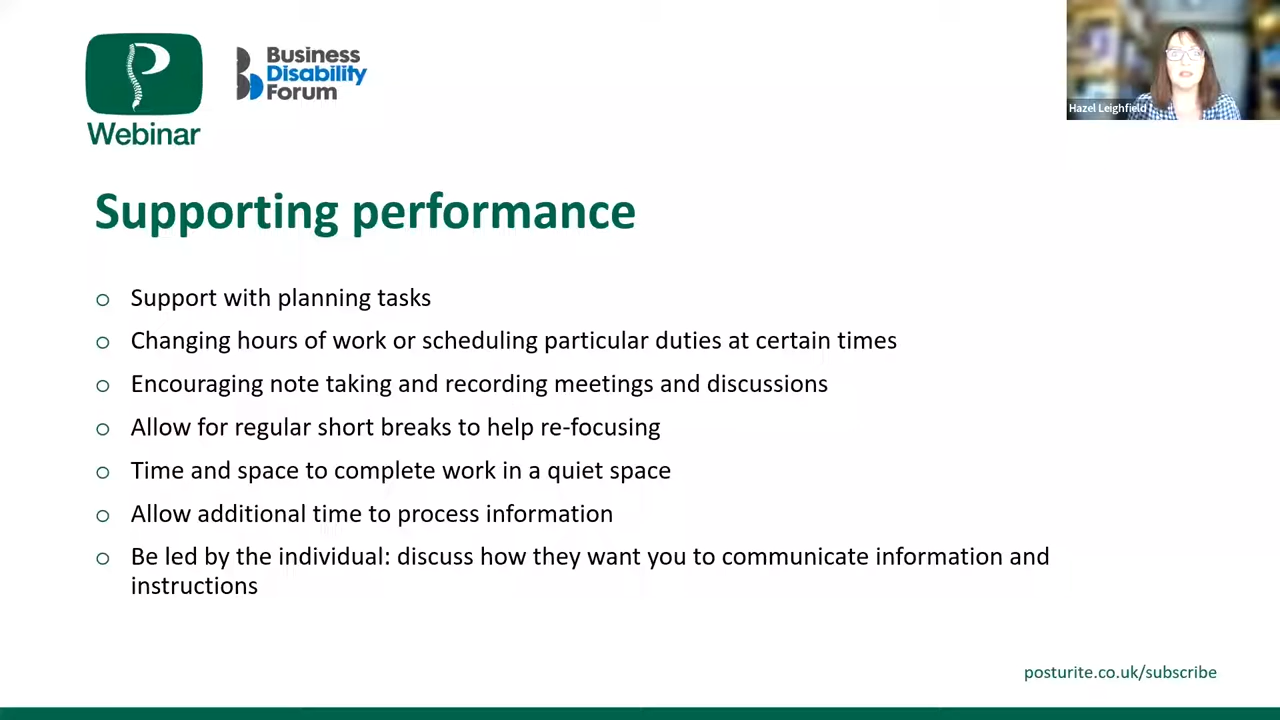 Business
Disability
Forum
Webinar
Hazel Leighfield
Supporting performance
Support with planning tasks
Changing hours of work or scheduling particular duties at certain times
Encouraging note taking and recording meetings and discussions
Allow for regular short breaks to help re-focusing
Time and space to complete work in a quiet space
Allow additional time to process information
Be led by the individual: discuss how they want you to communicate information and
instructions
posturite.co.uk/subscribe